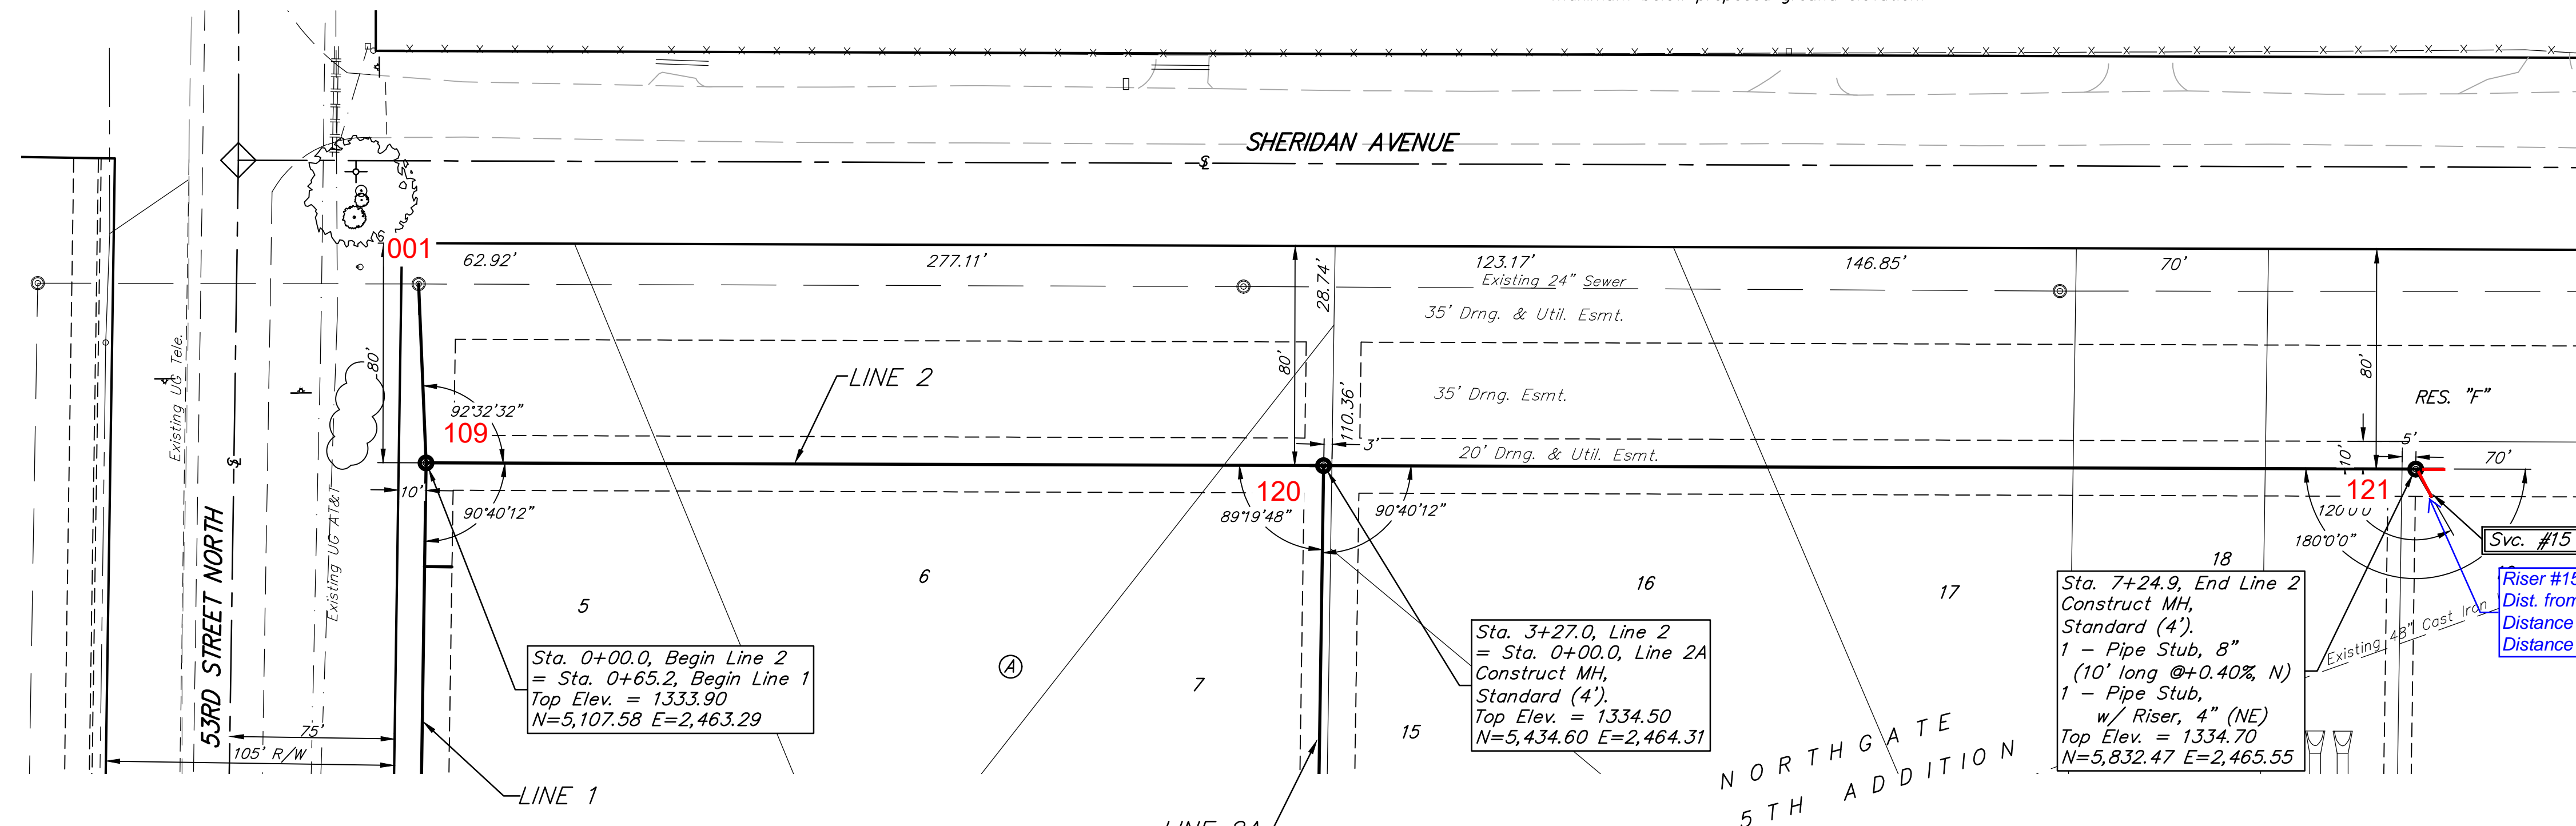 SHERIDAN AVENUE
001
62.92'
277.11'
28.74'
123.17'
146.85'
70'
Existing 24" Sewer
35' Drng. & Util. Esmt.
Existing UG Tele.
80'
80'
80'
LINE 2
35' Drng. Esmt.
110.36'
RES. "F"
92°32'32"
109
3'
5'
20' Drng. & Util. Esmt.
10'
70'
10'
90°40'12"
120
89°19'48"
90°40'12"
121
Svc. #15
180°0'0"
Existing UG AT&T
53RD STREET NORTH
5
6
7
15
16
17
18
A
Riser #15
Dist. from
Distance
Distance
Existing 48" Cast Iron
Sta. 0+00.0, Begin Line 2
= Sta. 0+65.2, Begin Line 1
Top Elev. = 1333.90
N=5,107.58 E=2,463.29
Sta. 3+27.0, Line 2
= Sta. 0+00.0, Line 2A
Construct MH,
Standard (4').
Top Elev. = 1334.50
N=5,434.60 E=2,464.31
Sta. 7+24.9, End Line 2
Construct MH,
Standard (4').
1 - Pipe Stub, 8"
(10' long @+0.40%, N)
1 - Pipe Stub,
w/ Riser, 4" (NE)
Top Elev. = 1334.70
N=5,832.47 E=2,465.55
75'
105' R/W
LINE 1
NORTHGATE
5TH ADDITION